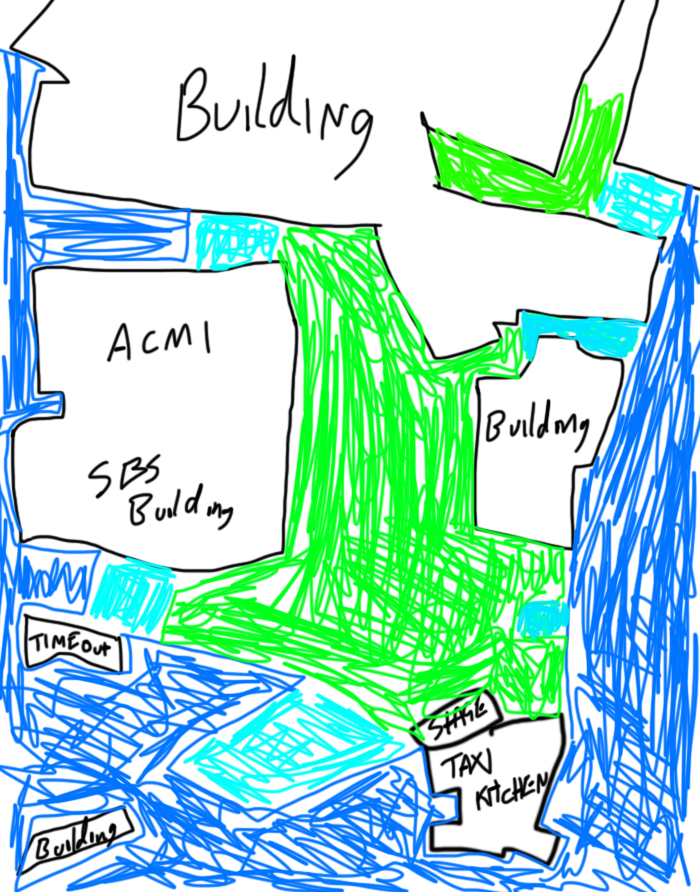 Building
ACMI
SBS
Building
Building
TIMEOut
STAGE
TAXI
KITCHEN
Building